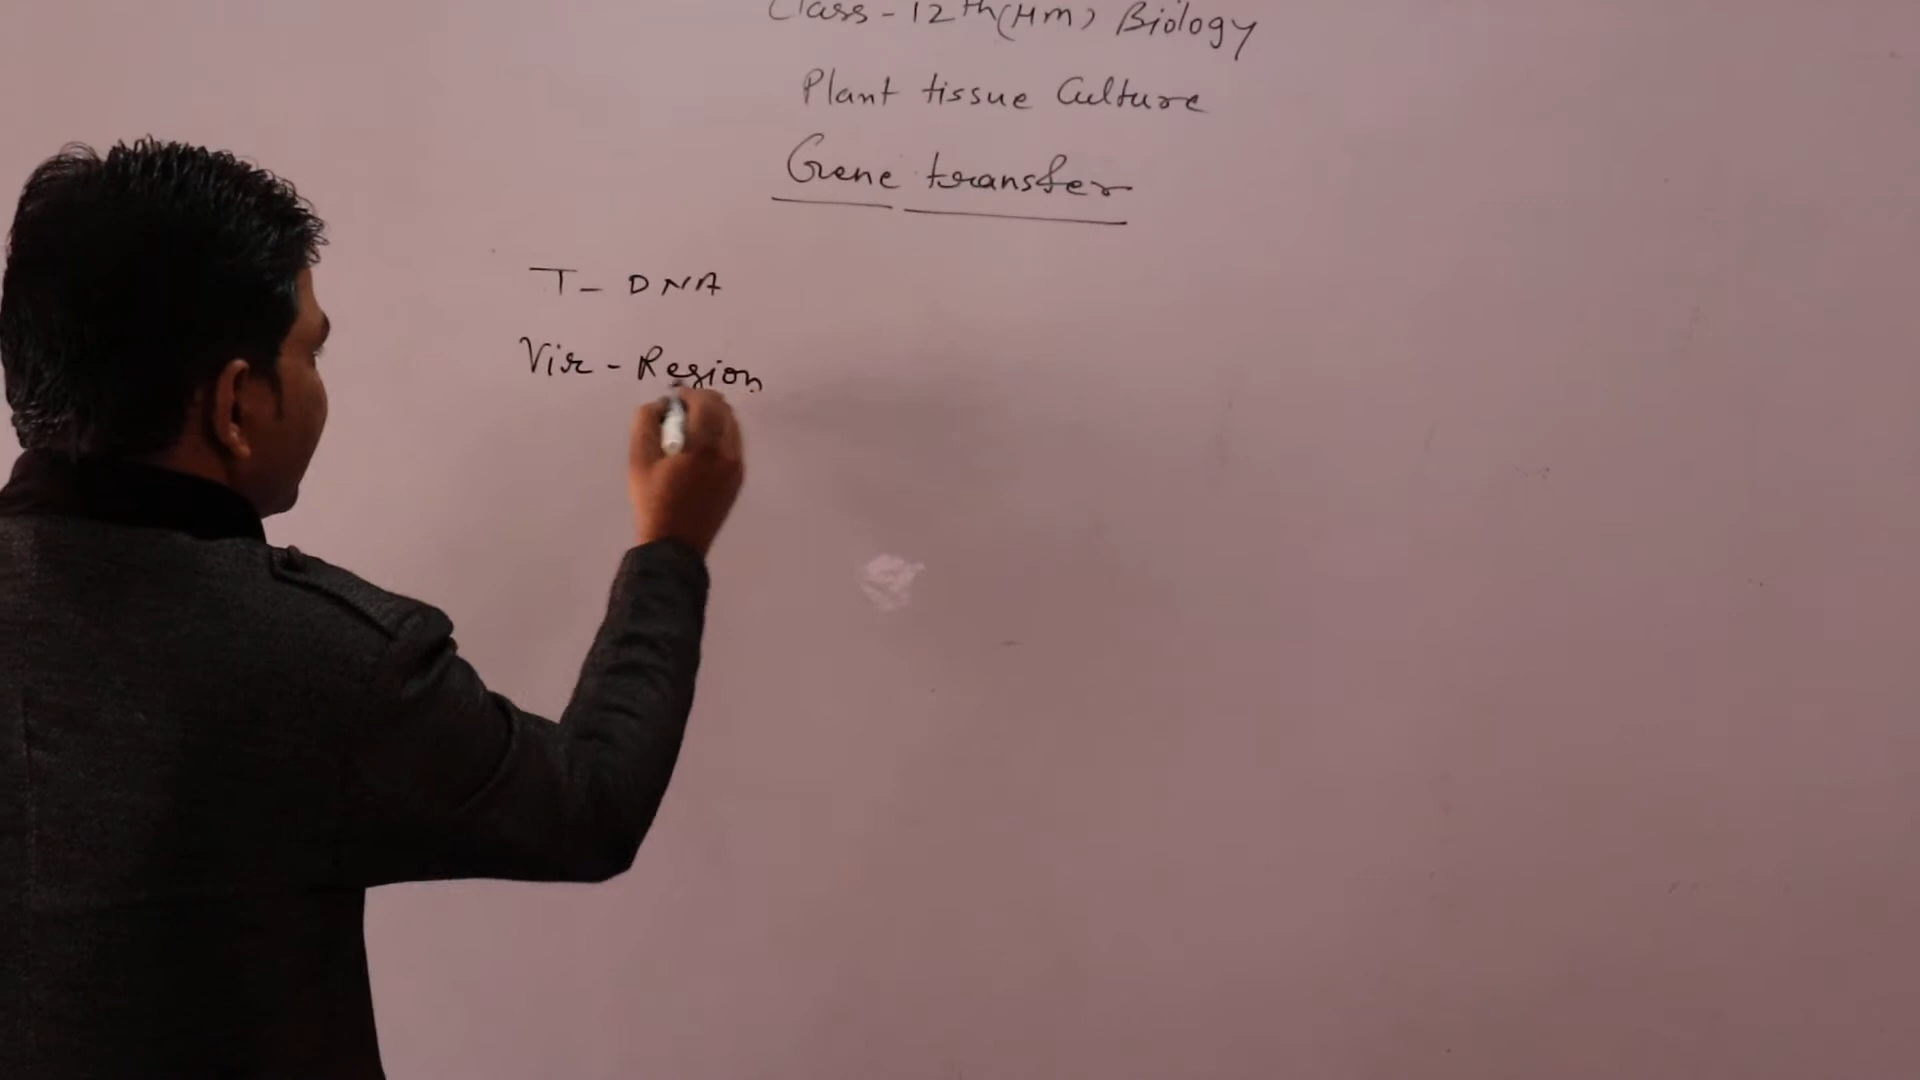 Class-12th(Hm) Biology
Plant tissue Culture
Gene transfer
T-DNA
Vir-Region